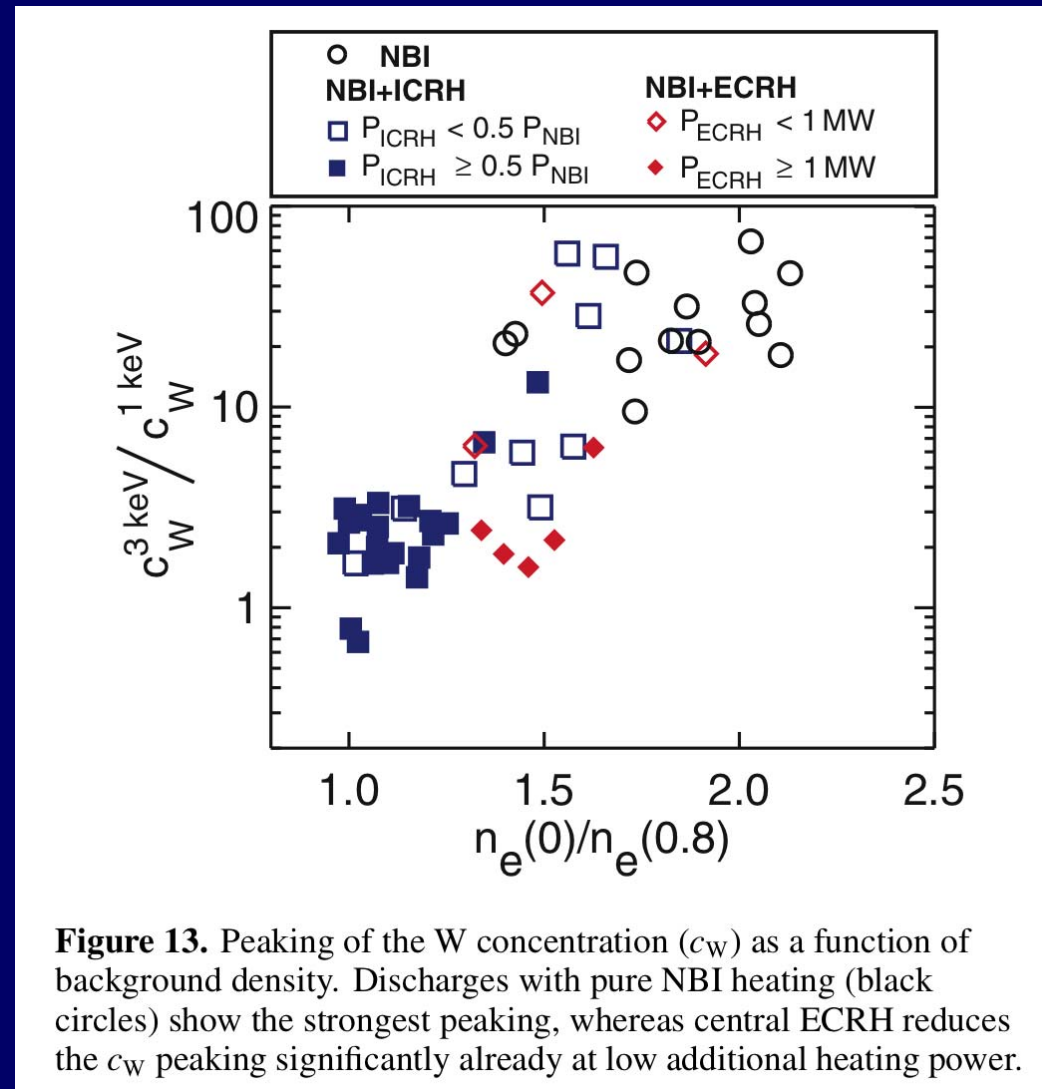 NBI
NBI+ICRH
P_ICRH < 0.5 P_NBI
P_ICRH ≥ 0.5 P_NBI
NBI+ECRH
P_ECRH < 1 MW
P_ECRH ≥ 1 MW
100
10
1
c_W^3 keV / c_W^1 keV
1.0 1.5 2.0 2.5
n_e(0)/n_e(0.8)
Figure 13. Peaking of the W concentration (c_W) as a function of
background density. Discharges with pure NBI heating (black
circles) show the strongest peaking, whereas central ECRH reduces
the c_W peaking significantly already at low additional heating power.